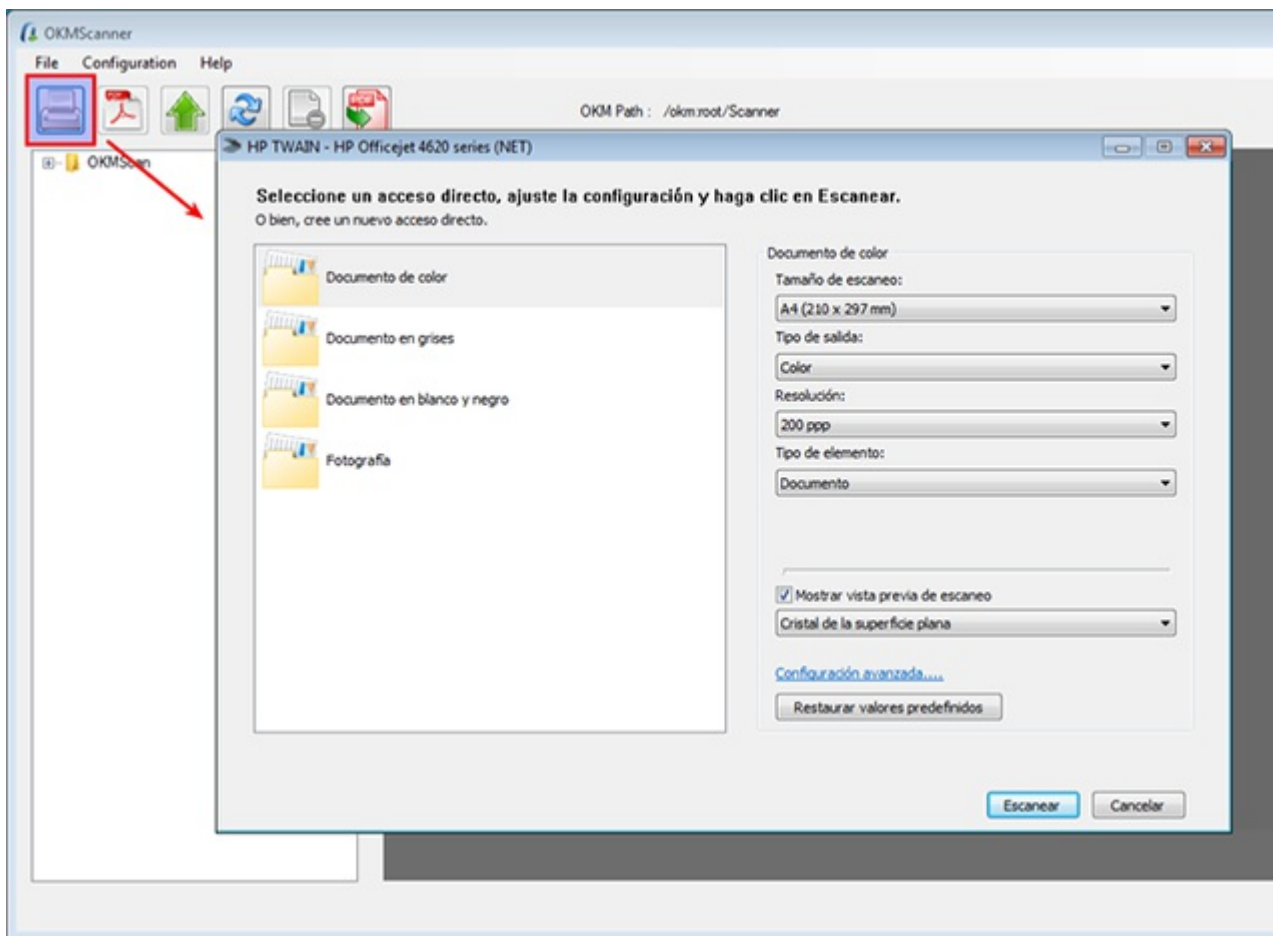 OKMScanner
File Configuration Help
OKM Path : /okm:root/Scanner
OKMScan
HP TWAIN - HP Officejet 4620 series (NET)
Seleccione un acceso directo, ajuste la configuración y haga clic en Escanear.
O bien, cree un nuevo acceso directo.
Documento de color
Documento en grises
Documento en blanco y negro
Fotografía
Documento de color
Tamaño de escaneo:
A4 (210 x 297 mm)
Tipo de salida:
Color
Resolución:
200 ppp
Tipo de elemento:
Documento
Mostrar vista previa de escaneo
Cristal de la superficie plana
Configuración avanzada.....
Restaurar valores predefinidos
Escanear Cancelar